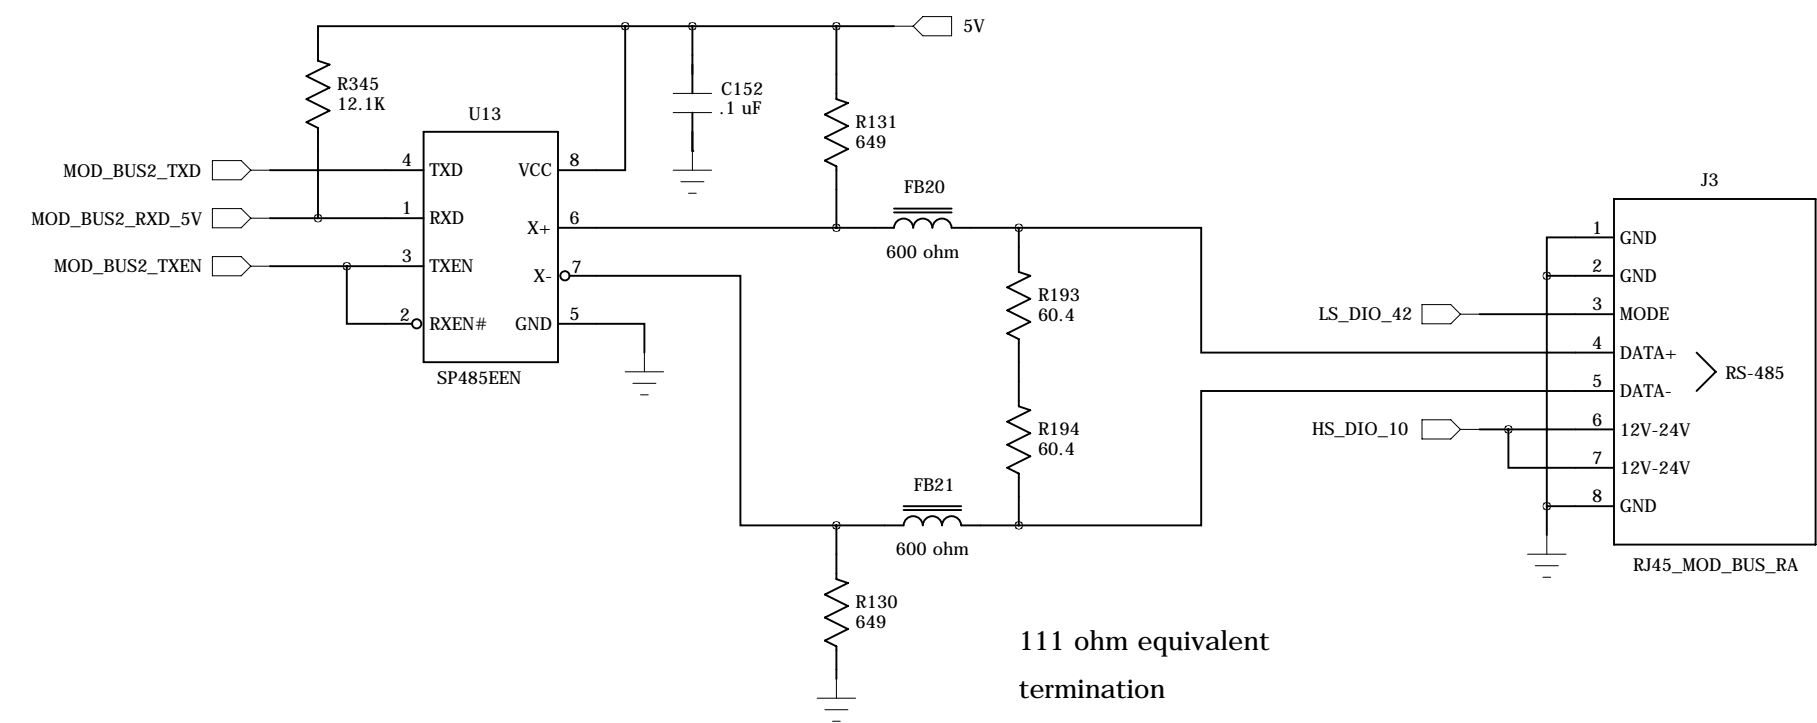 5V
R345
12.1K
C152
.1 uF
U13
R131
649
MOD_BUS2_TXD
4
TXD
VCC
8
J3
FB20
MOD_BUS2_RXD_5V
1
RXD
X+
6
600 ohm
1
GND
MOD_BUS2_TXEN
3
TXEN
X-
7
2
GND
R193
60.4
LS_DIO_42
3
MODE
2
RXEN#
GND
5
4
DATA+
SP485EEN
RS-485
5
DATA-
R194
60.4
HS_DIO_10
6
12V-24V
7
12V-24V
FB21
8
GND
600 ohm
RJ45_MOD_BUS_RA
R130
649
111 ohm equivalent
termination